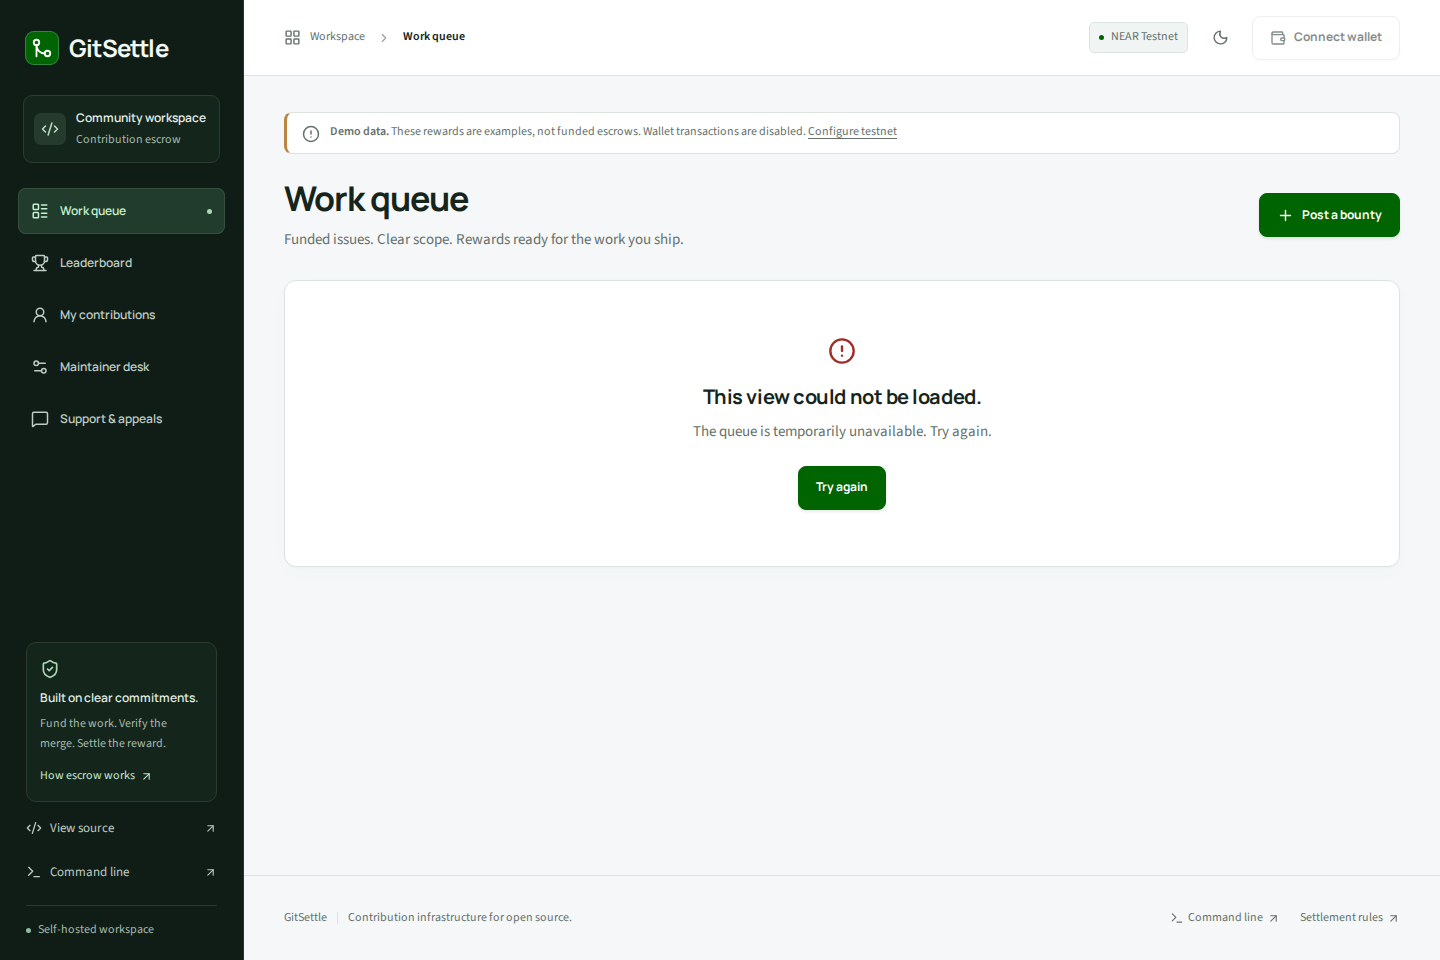 GitSettle
Community workspace
Contribution escrow
Work queue
Leaderboard
My contributions
Maintainer desk
Support & appeals
Built on clear commitments.
Fund the work. Verify the
merge. Settle the reward.
How escrow works
View source
Command line
Self-hosted workspace
Workspace
Work queue
NEAR Testnet
Connect wallet
Demo data. These rewards are examples, not funded escrows. Wallet transactions are disabled. Configure testnet
Work queue
Funded issues. Clear scope. Rewards ready for the work you ship.
Post a bounty
This view could not be loaded.
The queue is temporarily unavailable. Try again.
Try again
GitSettle
Contribution infrastructure for open source.
Command line
Settlement rules